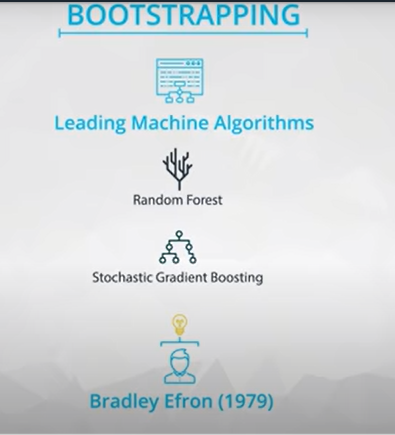 BOOTSTRAPPING
Leading Machine Algorithms
Random Forest
Stochastic Gradient Boosting
Bradley Efron (1979)